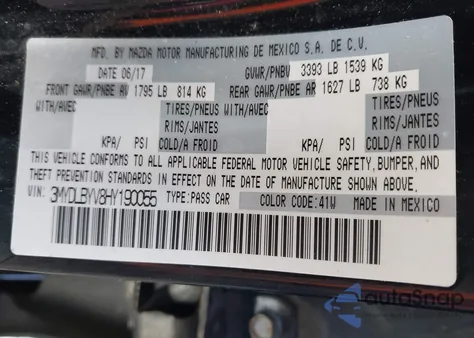 MFD. BY MAZDA MOTOR MANUFACTURING DE MEXICO S.A. DE C.V.
DATE 06/17 GVWR/PNBV 3393 LB 1539 KG
FRONT GAWR/PNBE AV 1795 LB 814 KG REAR GAWR/PNBE AR 1627 LB 738 KG
WITH/AVEC TIRES/PNEUS WITH/AVEC TIRES/PNEUS
RIMS/JANTES RIMS/JANTES
KPA/ PSI COLD/A FROID KPA/ PSI COLD/A FROID
THIS VEHICLE CONFORMS TO ALL APPLICABLE FEDERAL MOTOR VEHICLE SAFETY, BUMPER, AND
THEFT PREVENTION STANDARDS IN EFFECT ON THE DATE OF MANUFACTURE SHOWN ABOVE.
VIN: 3MYDLBYV8HY190055 TYPE: PASS CAR COLOR CODE: 41W MADE IN MEXICO
autoSnap